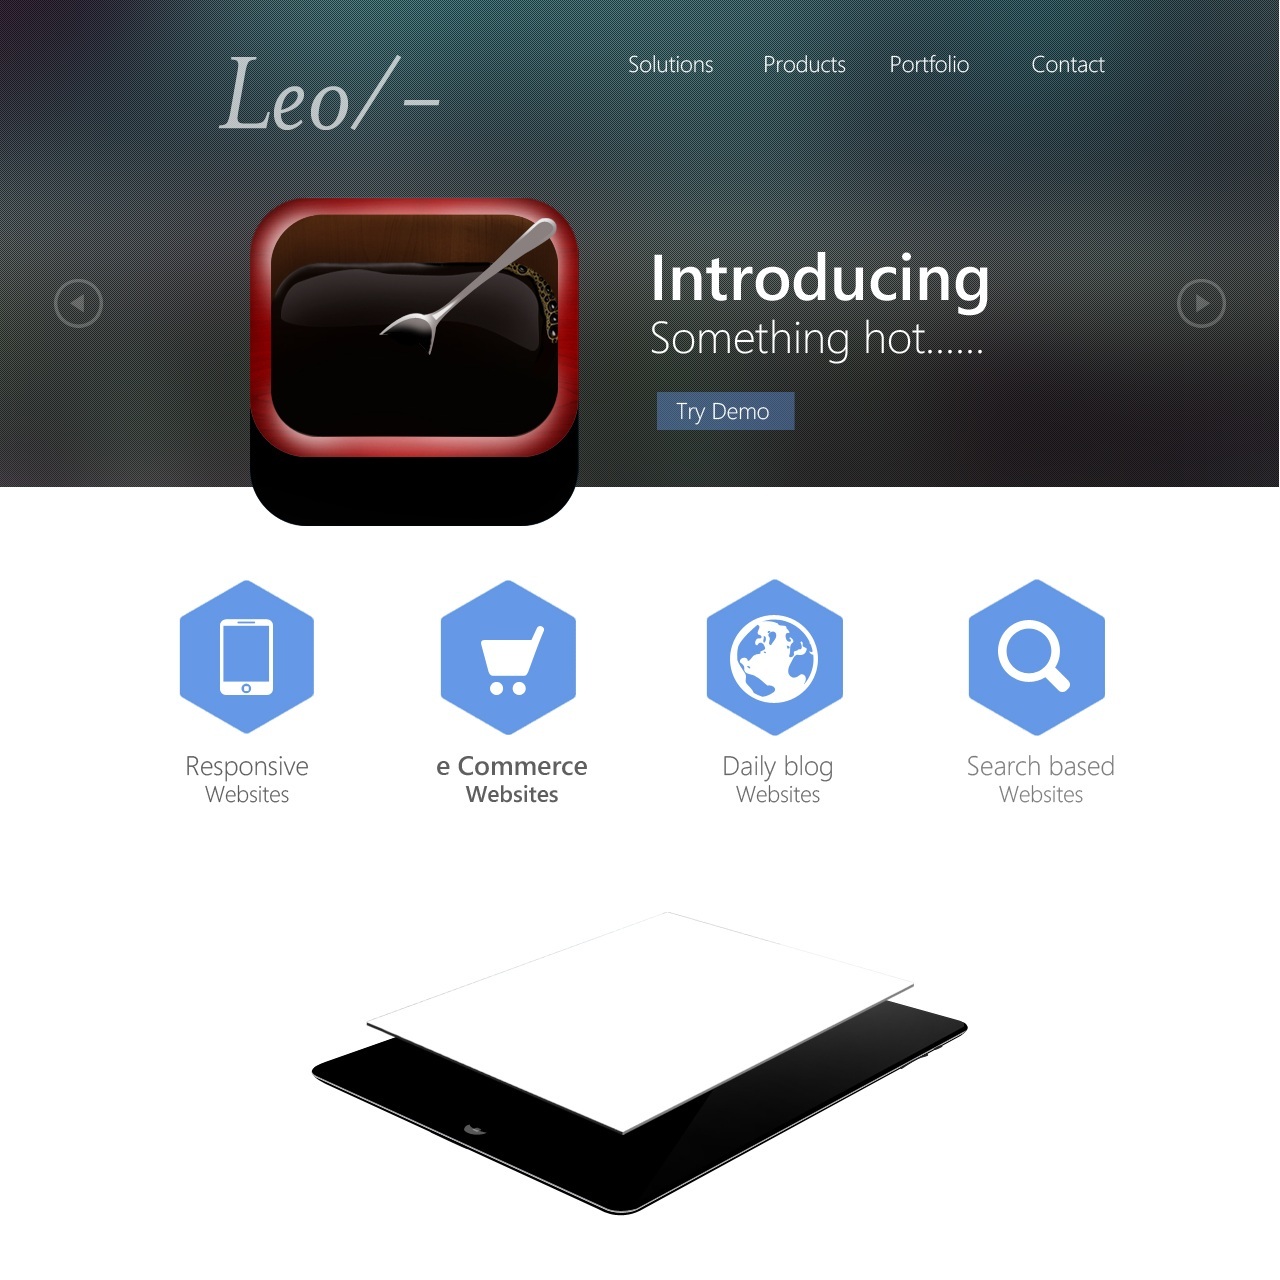 Leo/-
Solutions
Products
Portfolio
Contact
Introducing
Something hot......
Try Demo
Responsive
Websites
e Commerce
Websites
Daily blog
Websites
Search based
Websites